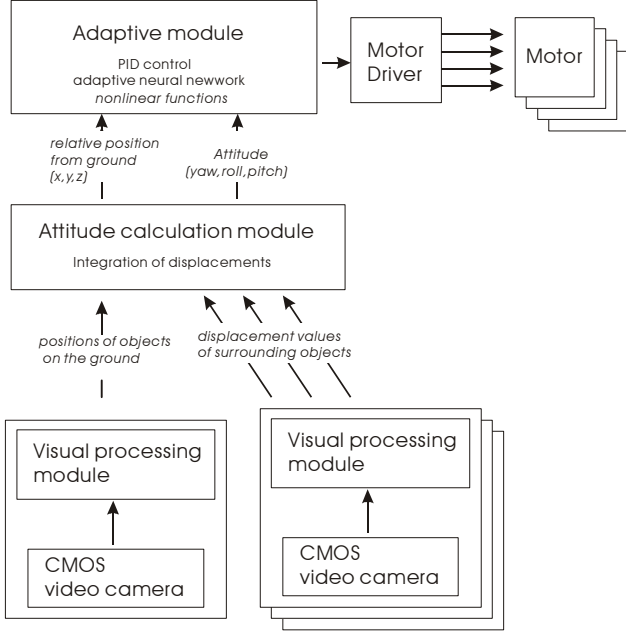 Adaptive module
PID control
adaptive neural newwork
nonlinear functions
Motor
Driver
Motor
relative position
from ground
(x,y,z)
Attitude
(yaw,roll,pitch)
Attitude calculation module
Integration of displacements
positions of objects
on the ground
displacement values
of surrounding objects
Visual processing
module
CMOS
video camera
Visual processing
module
CMOS
video camera